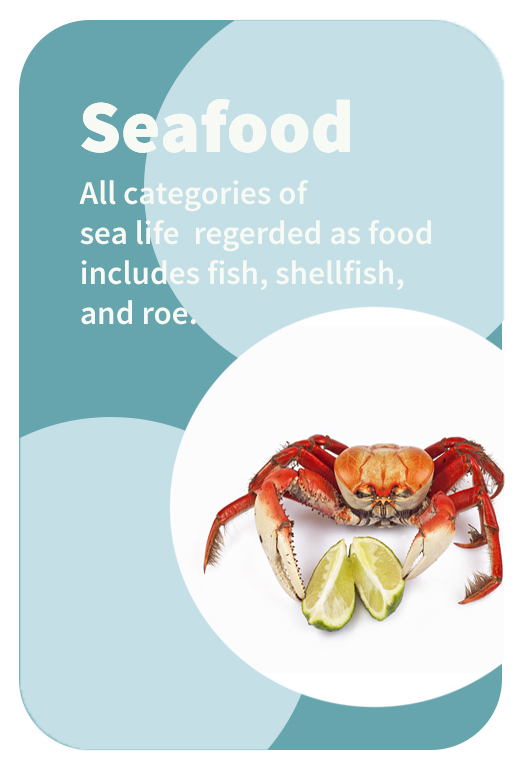 Seafood
All categories of
sea life  regerded as food
includes fish, shellfish,
and roe.